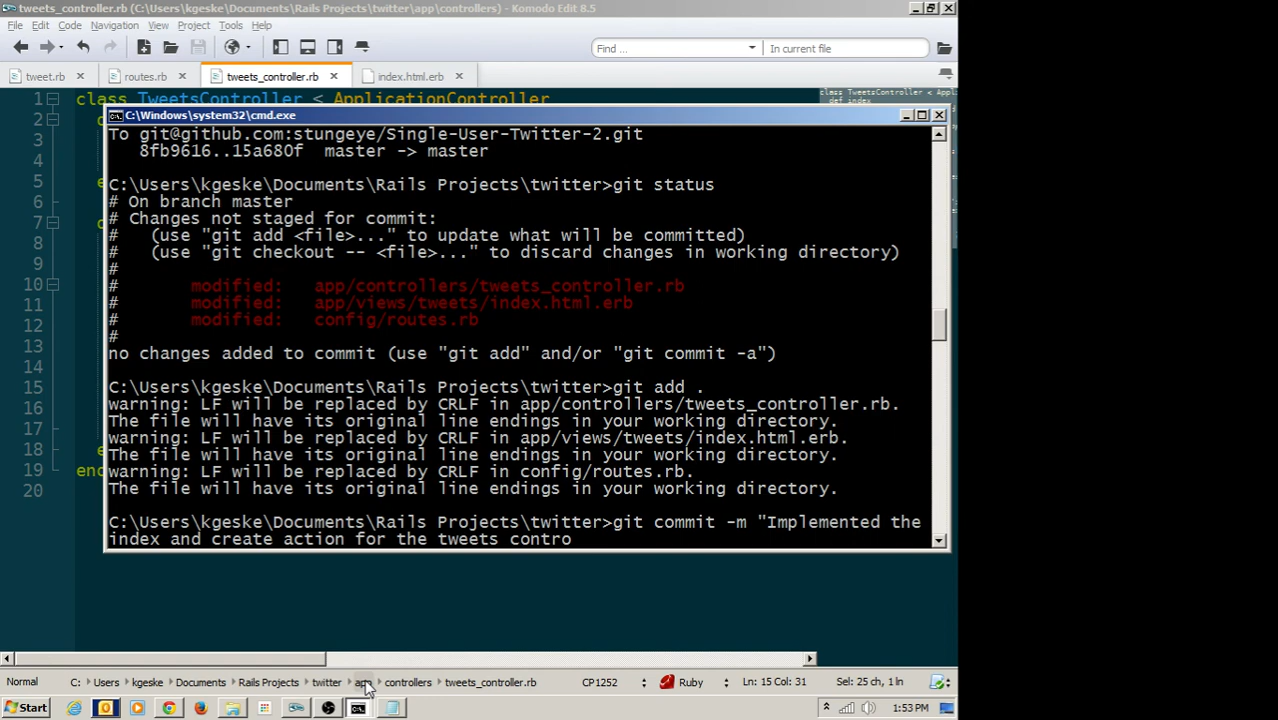 tweets_controller.rb (C:\Users\kgeske\Documents\Rails Projects\twitter\app\controllers) - Komodo Edit 8.5
File Edit Code Navigation View Project Tools Help
Find ... In current file
tweet.rb routes.rb tweets_controller.rb index.html.erb
1 class TweetsController < ApplicationController
C:\Windows\system32\cmd.exe
To git@github.com:stungeye/Single-User-Twitter-2.git
8fb9616..15a680f master -> master
C:\Users\kgeske\Documents\Rails Projects\twitter>git status
# On branch master
# Changes not staged for commit:
# (use "git add <file>..." to update what will be committed)
# (use "git checkout -- <file>..." to discard changes in working directory)
#
# modified: app/controllers/tweets_controller.rb
# modified: app/views/tweets/index.html.erb
# modified: config/routes.rb
#
no changes added to commit (use "git add" and/or "git commit -a")
C:\Users\kgeske\Documents\Rails Projects\twitter>git add .
warning: LF will be replaced by CRLF in app/controllers/tweets_controller.rb.
The file will have its original line endings in your working directory.
warning: LF will be replaced by CRLF in app/views/tweets/index.html.erb.
The file will have its original line endings in your working directory.
warning: LF will be replaced by CRLF in config/routes.rb.
The file will have its original line endings in your working directory.
C:\Users\kgeske\Documents\Rails Projects\twitter>git commit -m "Implemented the
index and create action for the tweets contro
2
3
4
5
6
7
8
9
10
11
12
13
14
15
16
17
18
19 end
20
Normal C: Users kgeske Documents Rails Projects twitter app controllers tweets_controller.rb CP1252 Ruby Ln: 15 Col: 31 Sel: 25 ch, 1 ln
Start 1:53 PM